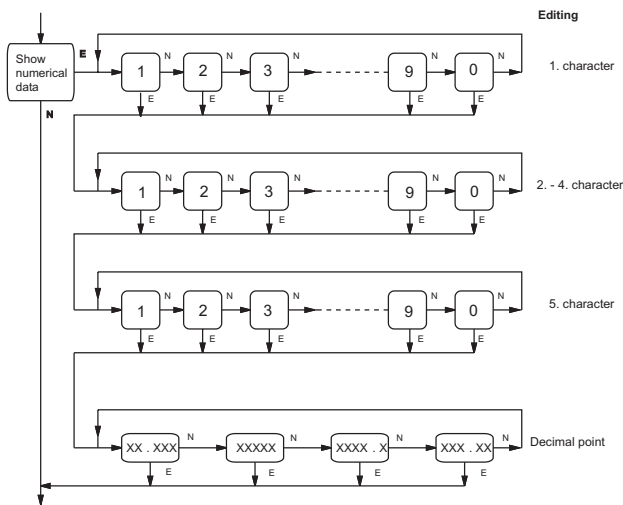 Editing
Show
numerical
data
E
N
1 N 2 N 3 N 9 N 0 N
E E E E E
1. character
1 N 2 N 3 N 9 N 0 N
E E E E E
2. - 4. character
1 N 2 N 3 N 9 N 0 N
E E E E E
5. character
XX . XXX N XXXXX N XXXX . X N XXX . XX N
E E E E
Decimal point